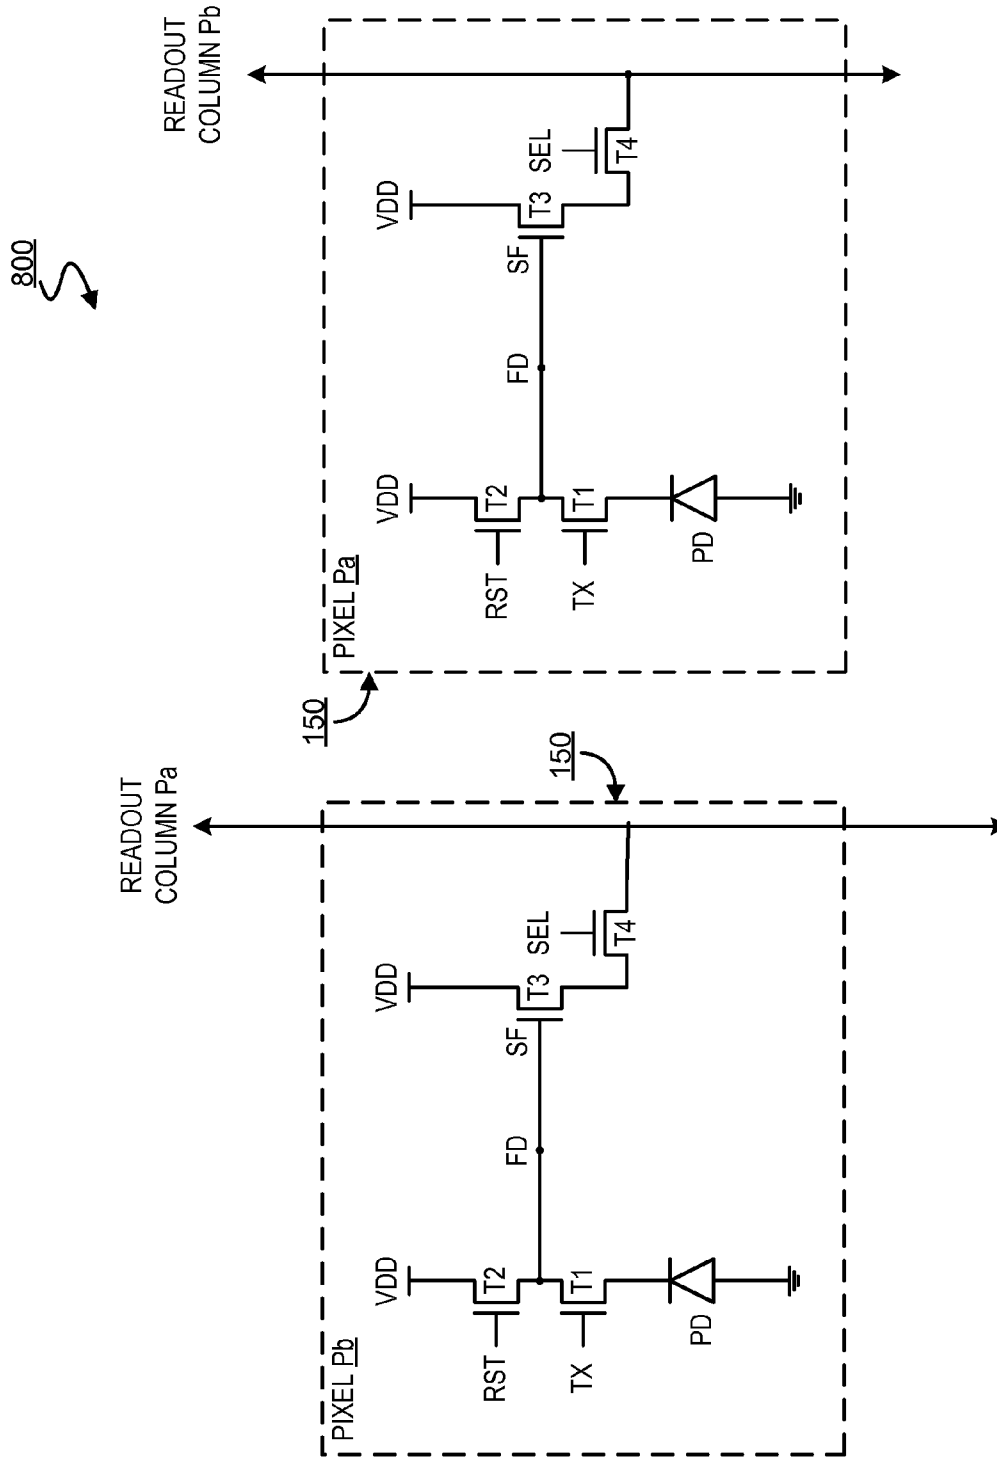 800
READOUT
COLUMN Pa
READOUT
COLUMN Pb
150
150
PIXEL Pb
VDD
VDD
RST
T2
TX
T1
PD
FD
SF
T3
SEL
T4
PIXEL Pa
VDD
VDD
RST
T2
TX
T1
PD
FD
SF
T3
SEL
T4